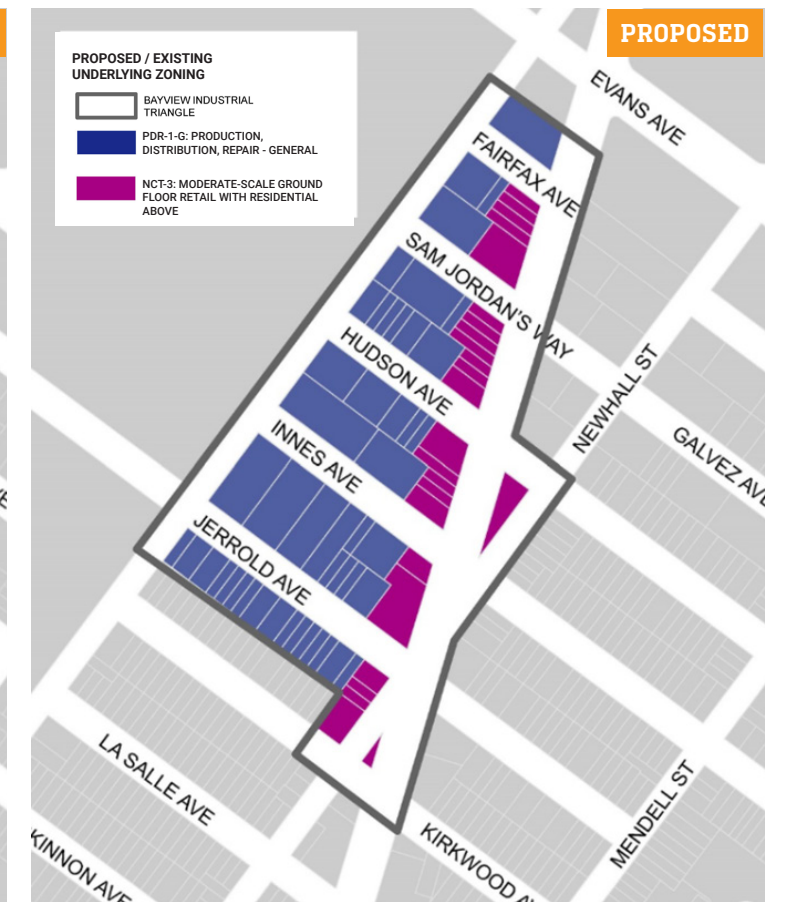 PROPOSED
PROPOSED / EXISTING
UNDERLYING ZONING
BAYVIEW INDUSTRIAL
TRIANGLE
PDR-1-G: PRODUCTION,
DISTRIBUTION, REPAIR - GENERAL
NCT-3: MODERATE-SCALE GROUND
FLOOR RETAIL WITH RESIDENTIAL
ABOVE
EVANS AVE
FAIRFAX AVE
SAM JORDAN'S WAY
HUDSON AVE
NEWHALL ST
INNES AVE
GALVEZ AVE
JERROLD AVE
LA SALLE AVE
MENDELL ST
KIRKWOOD
KINNON AVE